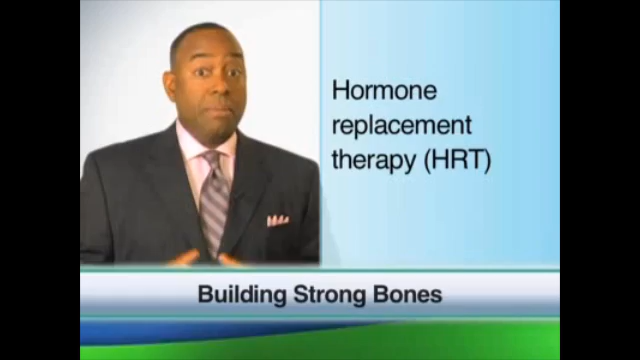 Hormone
replacement
therapy (HRT)
Building Strong Bones